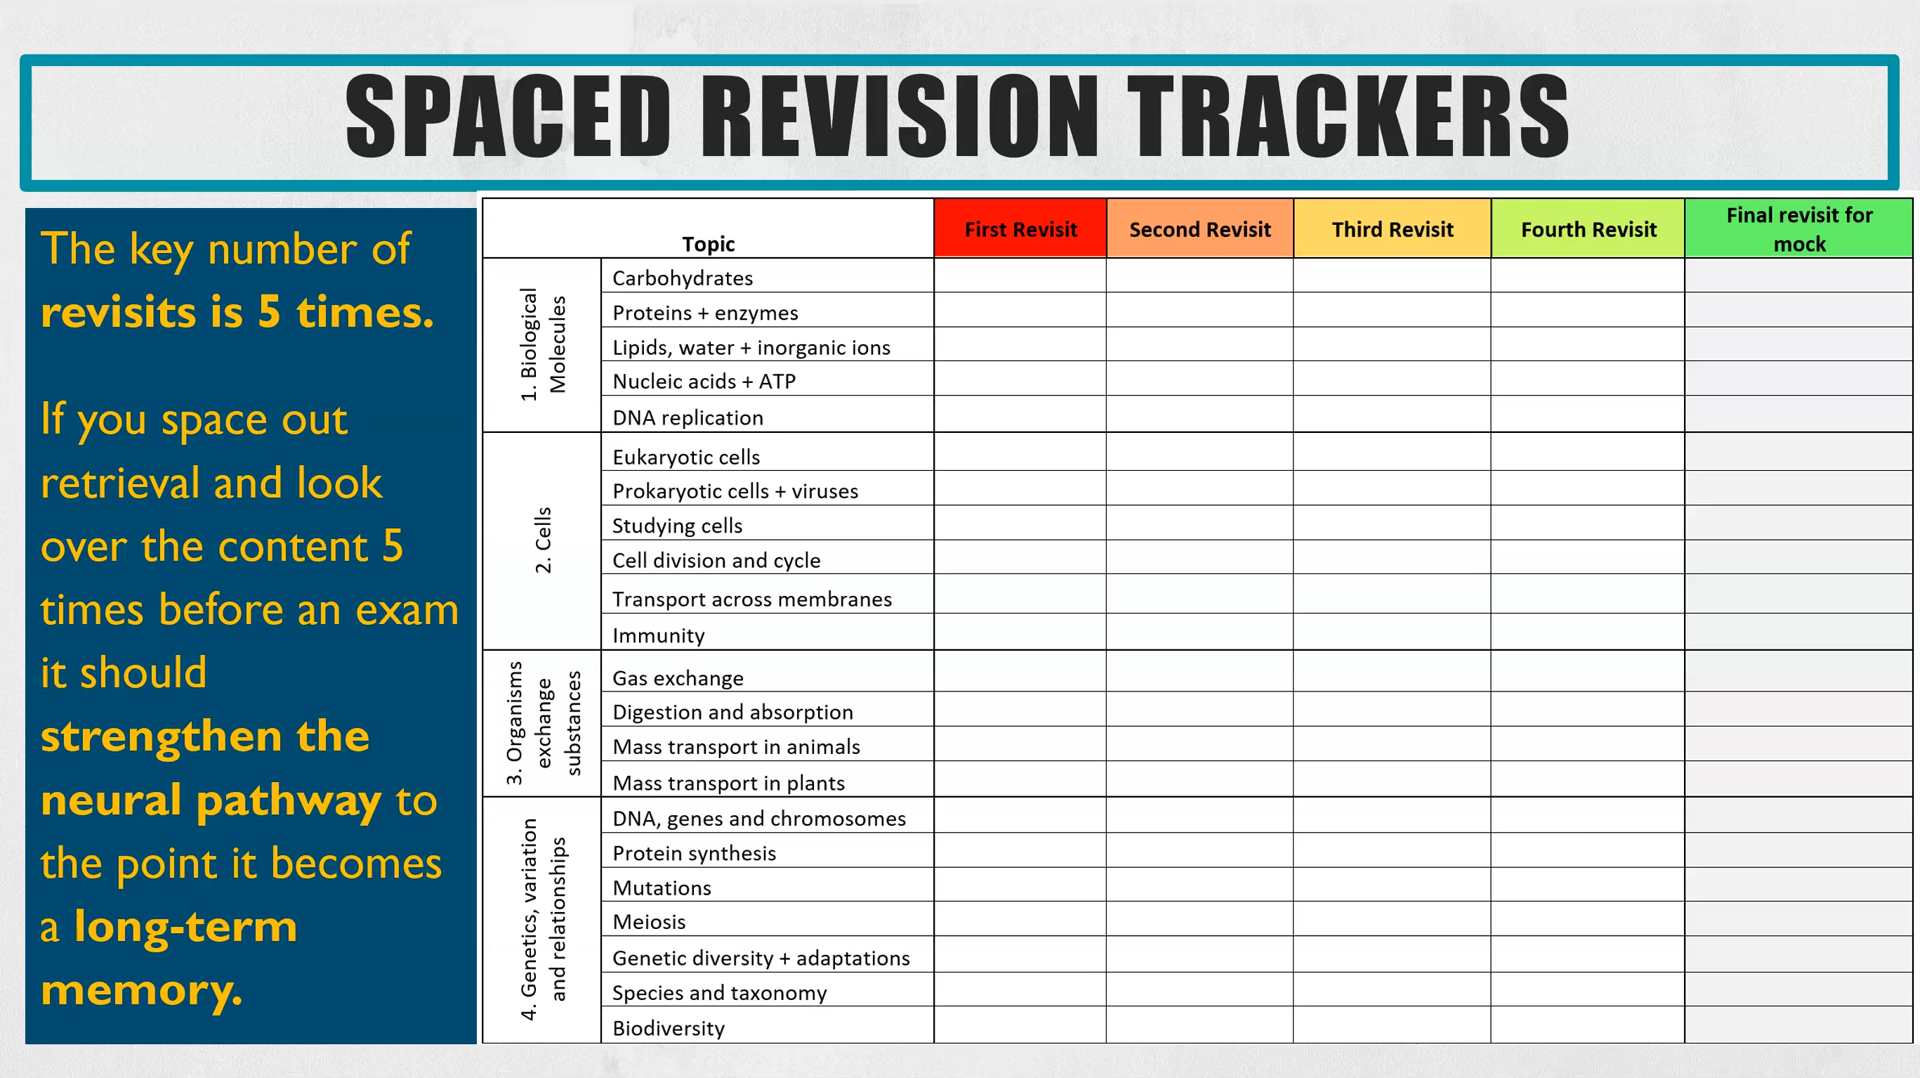 SPACED REVISION TRACKERS
The key number of
revisits is 5 times.
If you space out
retrieval and look
over the content 5
times before an exam
it should
strengthen the
neural pathway to
the point it becomes
a long-term
memory.
Topic
First Revisit
Second Revisit
Third Revisit
Fourth Revisit
Final revisit for
mock
1. Biological
Molecules
Carbohydrates
Proteins + enzymes
Lipids, water + inorganic ions
Nucleic acids + ATP
DNA replication
2. Cells
Eukaryotic cells
Prokaryotic cells + viruses
Studying cells
Cell division and cycle
Transport across membranes
Immunity
3. Organisms
exchange
substances
Gas exchange
Digestion and absorption
Mass transport in animals
Mass transport in plants
4. Genetics, variation
and relationships
DNA, genes and chromosomes
Protein synthesis
Mutations
Meiosis
Genetic diversity + adaptations
Species and taxonomy
Biodiversity